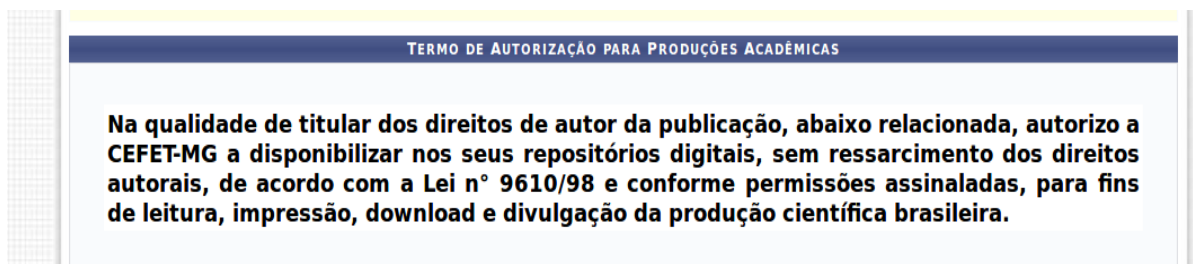 TERMO DE AUTORIZAÇÃO PARA PRODUÇÕES ACADÊMICAS
Na qualidade de titular dos direitos de autor da publicação, abaixo relacionada, autorizo a
CEFET-MG a disponibilizar nos seus repositórios digitais, sem ressarcimento dos direitos
autorais, de acordo com a Lei n° 9610/98 e conforme permissões assinaladas, para fins
de leitura, impressão, download e divulgação da produção científica brasileira.